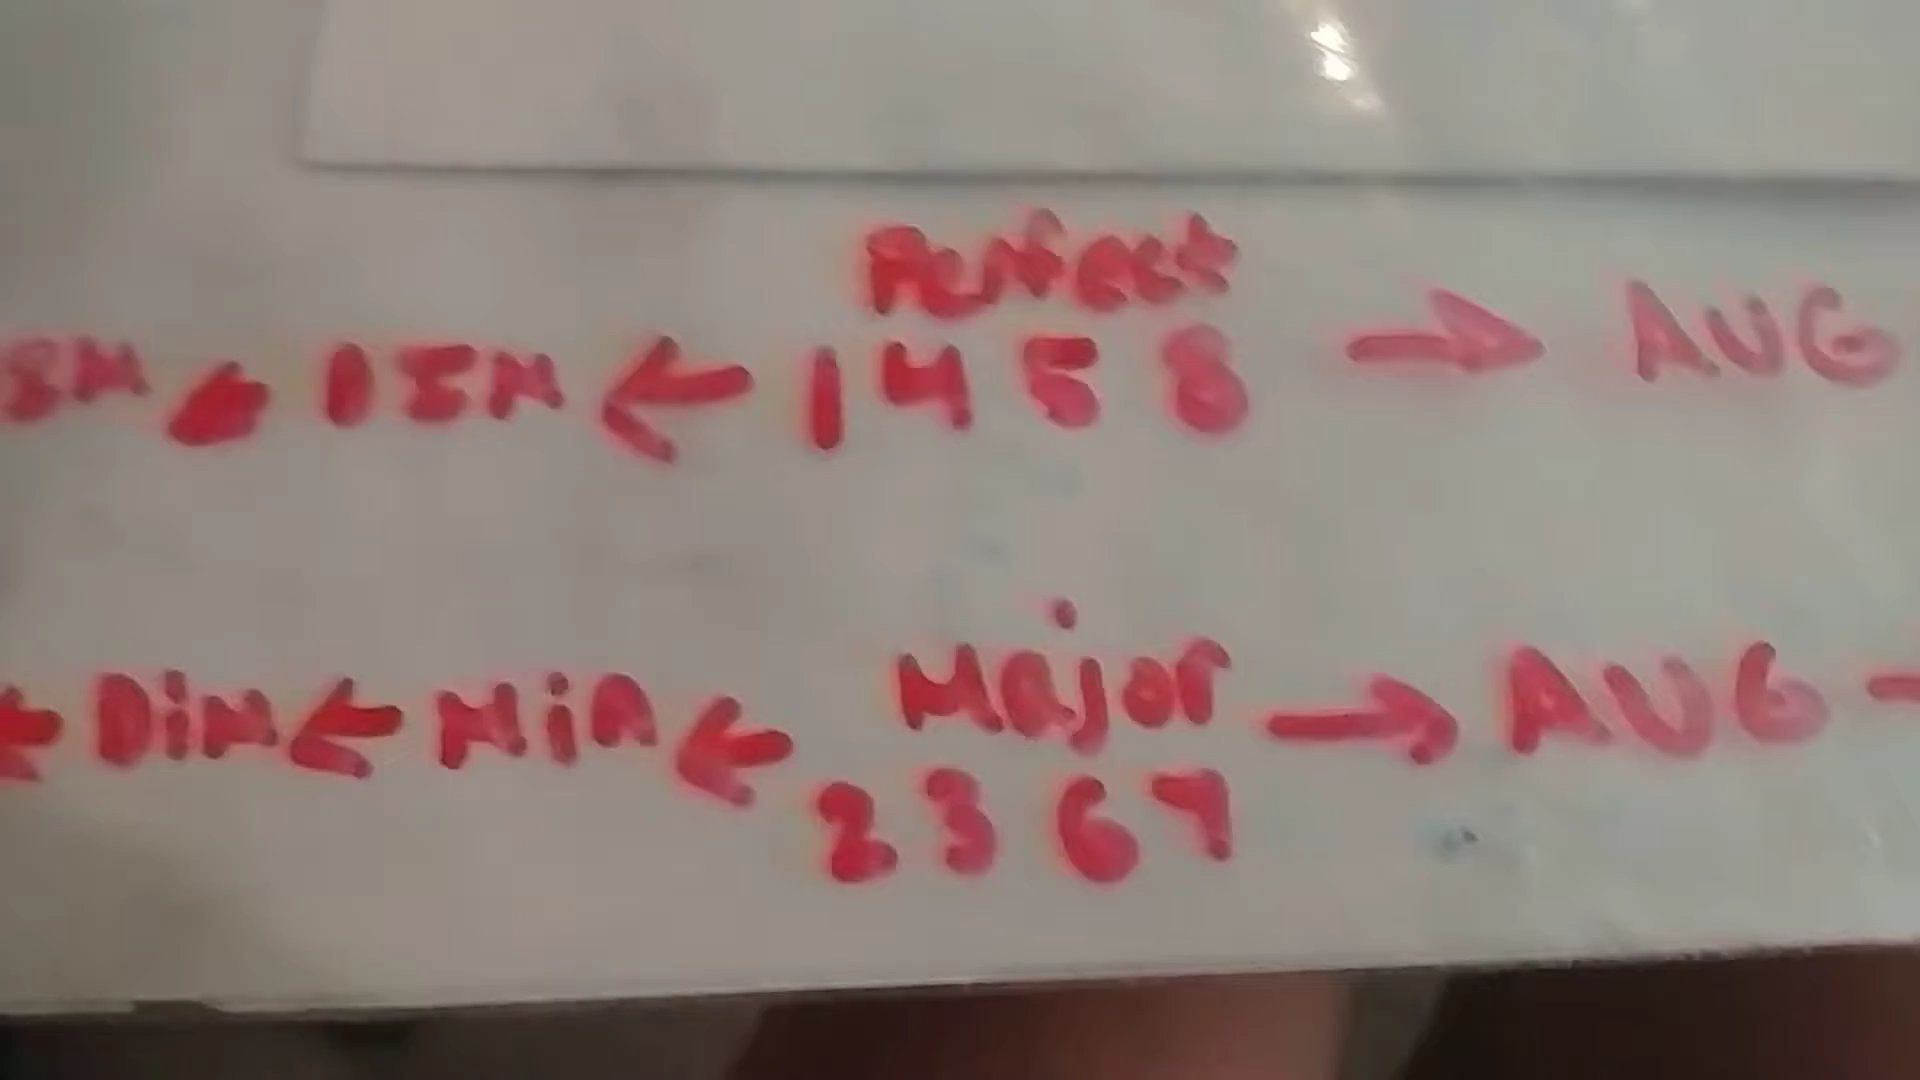 Perfect
DIM ← 1 4 5 8 → AUG
← DiM ← MiN ← Major → AUG
2 3 6 7